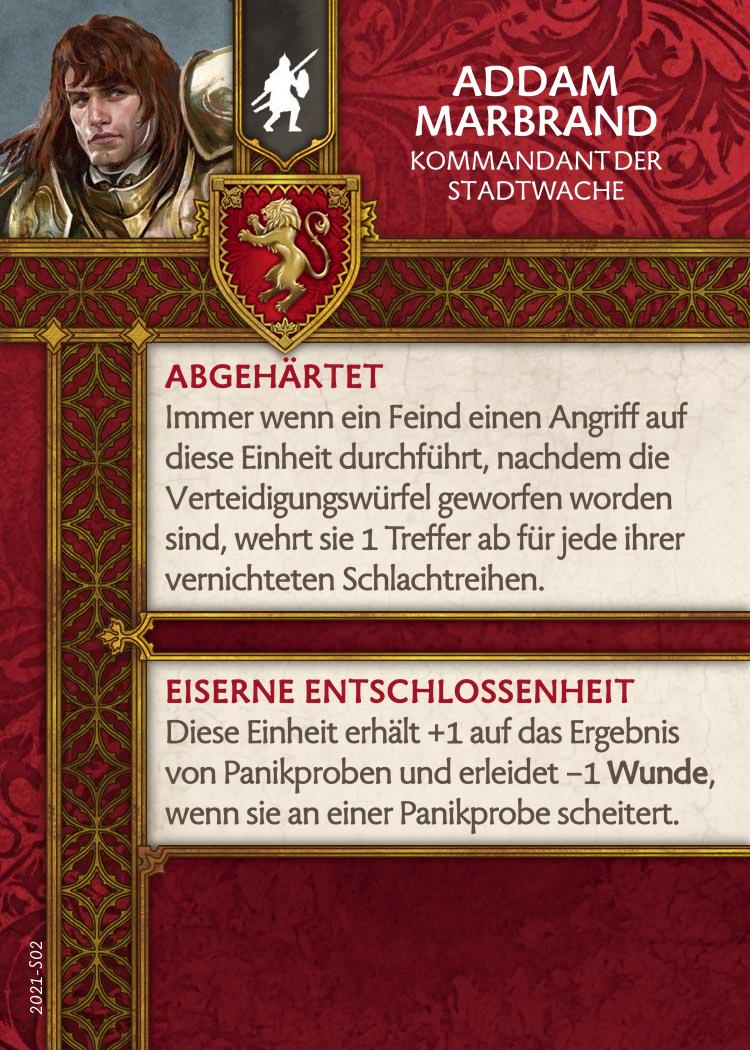 ADDAM
MARBRAND
KOMMANDANT DER
STADTWACHE
ABGEHÄRTET
Immer wenn ein Feind einen Angriff auf
diese Einheit durchführt, nachdem die
Verteidigungswürfel geworfen worden
sind, wehrt sie 1 Treffer ab für jede ihrer
vernichteten Schlachtreihen.
EISERNE ENTSCHLOSSENHEIT
Diese Einheit erhält +1 auf das Ergebnis
von Panikproben und erleidet –1 Wunde,
wenn sie an einer Panikprobe scheitert.
2021-S02